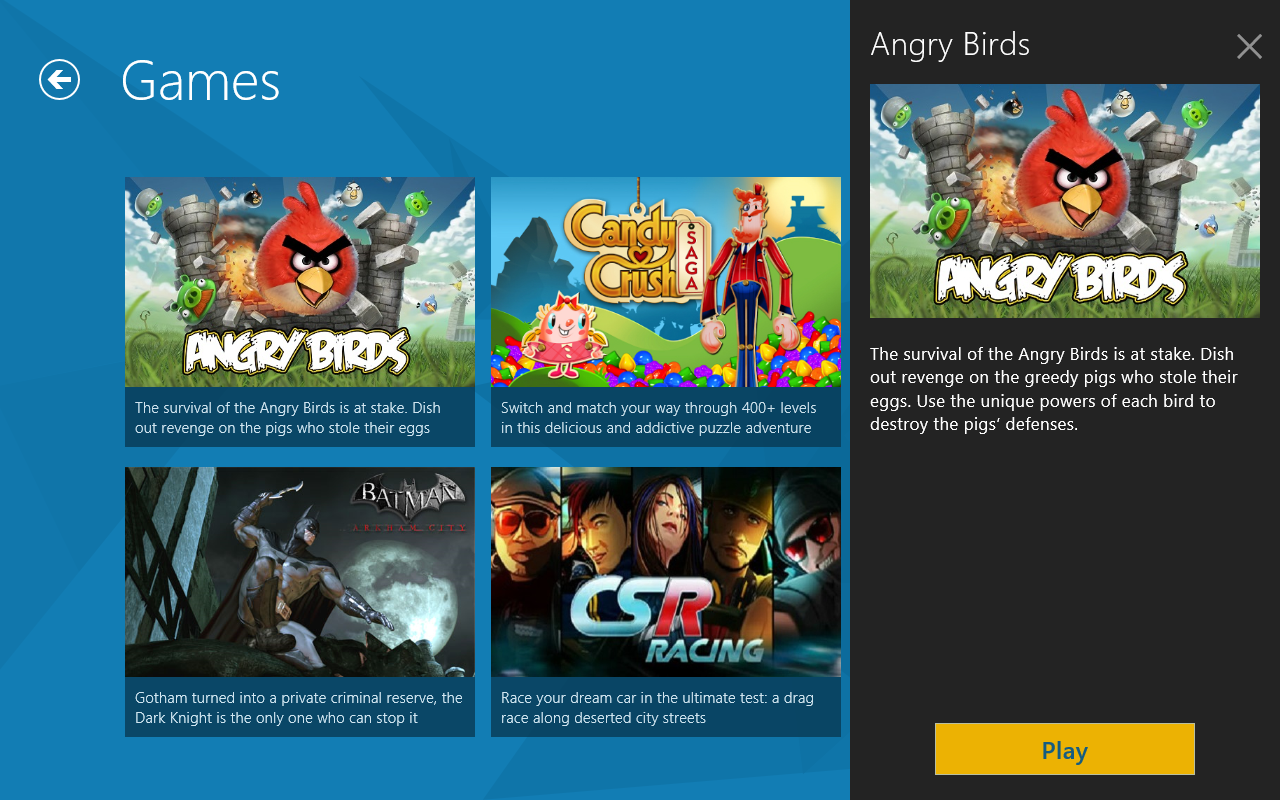 Games
ANGRY BIRDS
The survival of the Angry Birds is at stake. Dish
out revenge on the pigs who stole their eggs
Candy
Crush
SAGA
Switch and match your way through 400+ levels
in this delicious and addictive puzzle adventure
BATMAN
ARKHAM CITY
Gotham turned into a private criminal reserve, the
Dark Knight is the only one who can stop it
CSR
RACING
Race your dream car in the ultimate test: a drag
race along deserted city streets
Angry Birds
ANGRY BIRDS
The survival of the Angry Birds is at stake. Dish
out revenge on the greedy pigs who stole their
eggs. Use the unique powers of each bird to
destroy the pigs’ defenses.
Play